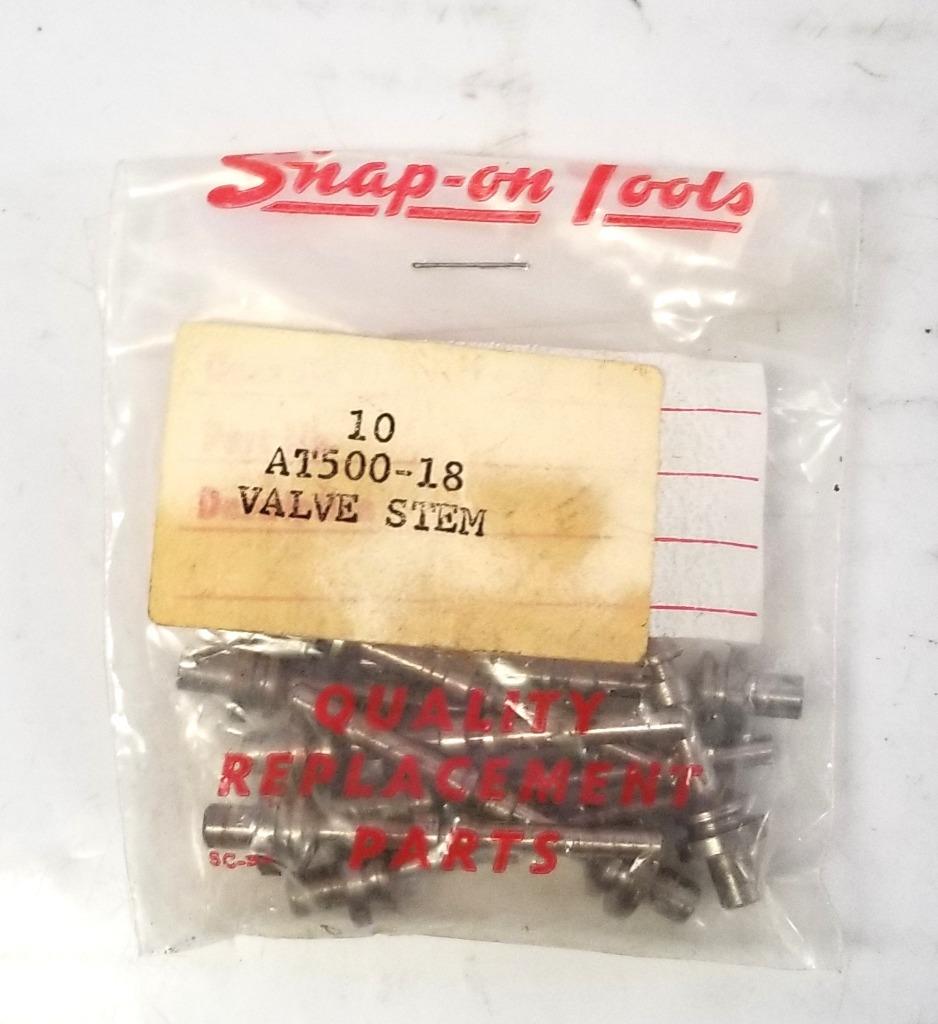 Snap-on Tools
10
AT500-18
VALVE STEM
QUALITY
REPLACEMENT
PARTS